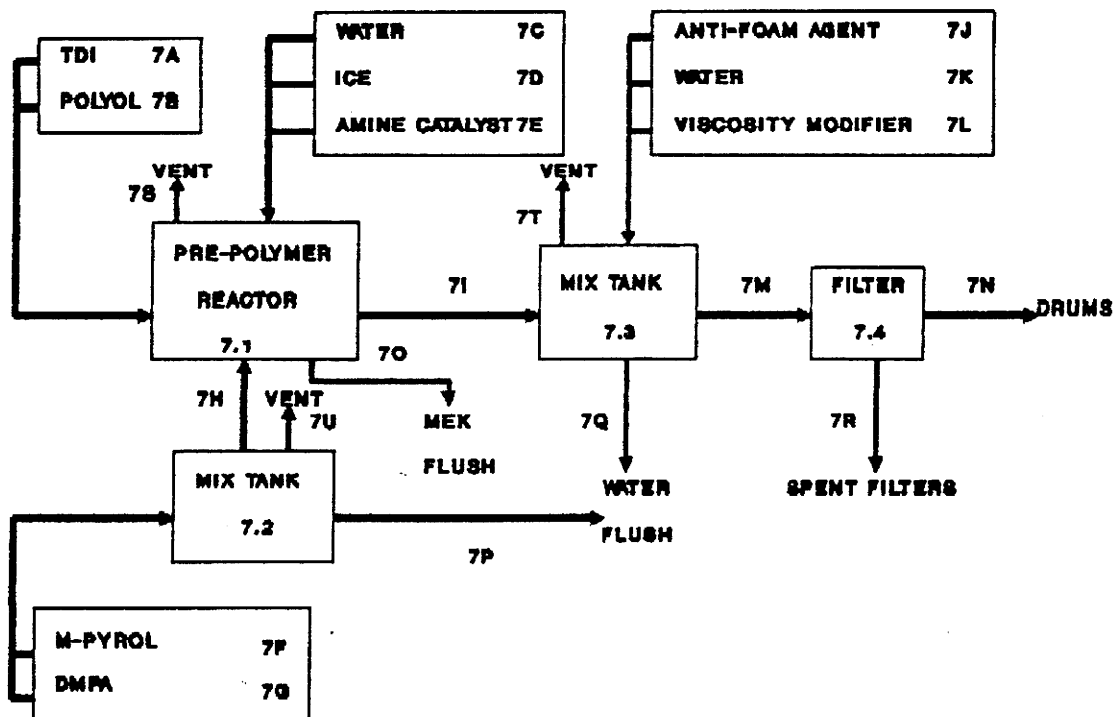 TDI 7A
POLYOL 7B
WATER 7C
ICE 7D
AMINE CATALYST 7E
ANTI-FOAM AGENT 7J
WATER 7K
VISCOSITY MODIFIER 7L
VENT
7S
VENT
7T
PRE-POLYMER
REACTOR
7.1
7I
MIX TANK
7.3
7M
FILTER
7.4
7N
DRUMS
7H
VENT
7U
7O
MEK
FLUSH
7Q
WATER
FLUSH
7R
SPENT FILTERS
MIX TANK
7.2
7P
M-PYROL 7F
DMPA 7G